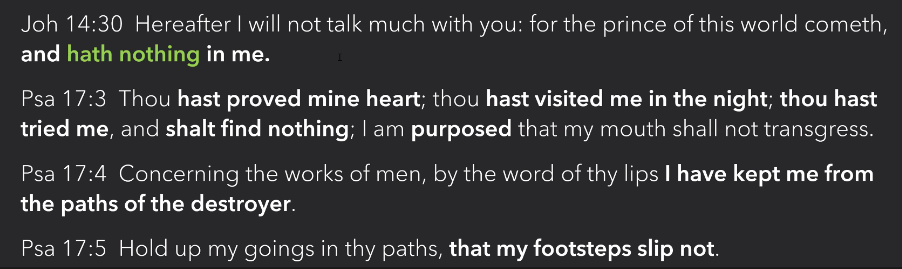 Joh 14:30 Hereafter I will not talk much with you: for the prince of this world cometh,
and hath nothing in me.
Psa 17:3 Thou hast proved mine heart; thou hast visited me in the night; thou hast
tried me, and shalt find nothing; I am purposed that my mouth shall not transgress.
Psa 17:4 Concerning the works of men, by the word of thy lips I have kept me from
the paths of the destroyer.
Psa 17:5 Hold up my goings in thy paths, that my footsteps slip not.